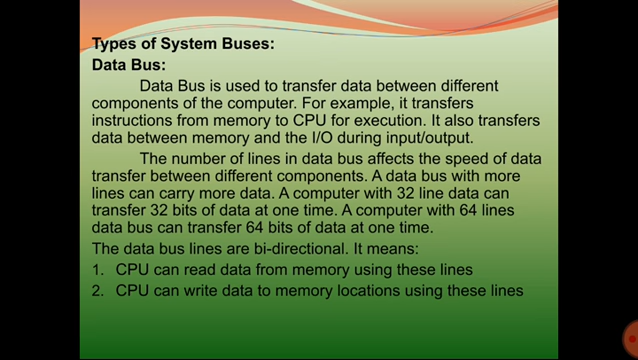 Types of System Buses:
Data Bus:
Data Bus is used to transfer data between different
components of the computer. For example, it transfers
instructions from memory to CPU for execution. It also transfers
data between memory and the I/O during input/output.
The number of lines in data bus affects the speed of data
transfer between different components. A data bus with more
lines can carry more data. A computer with 32 line data can
transfer 32 bits of data at one time. A computer with 64 lines
data bus can transfer 64 bits of data at one time.
The data bus lines are bi-directional. It means:
1. CPU can read data from memory using these lines
2. CPU can write data to memory locations using these lines